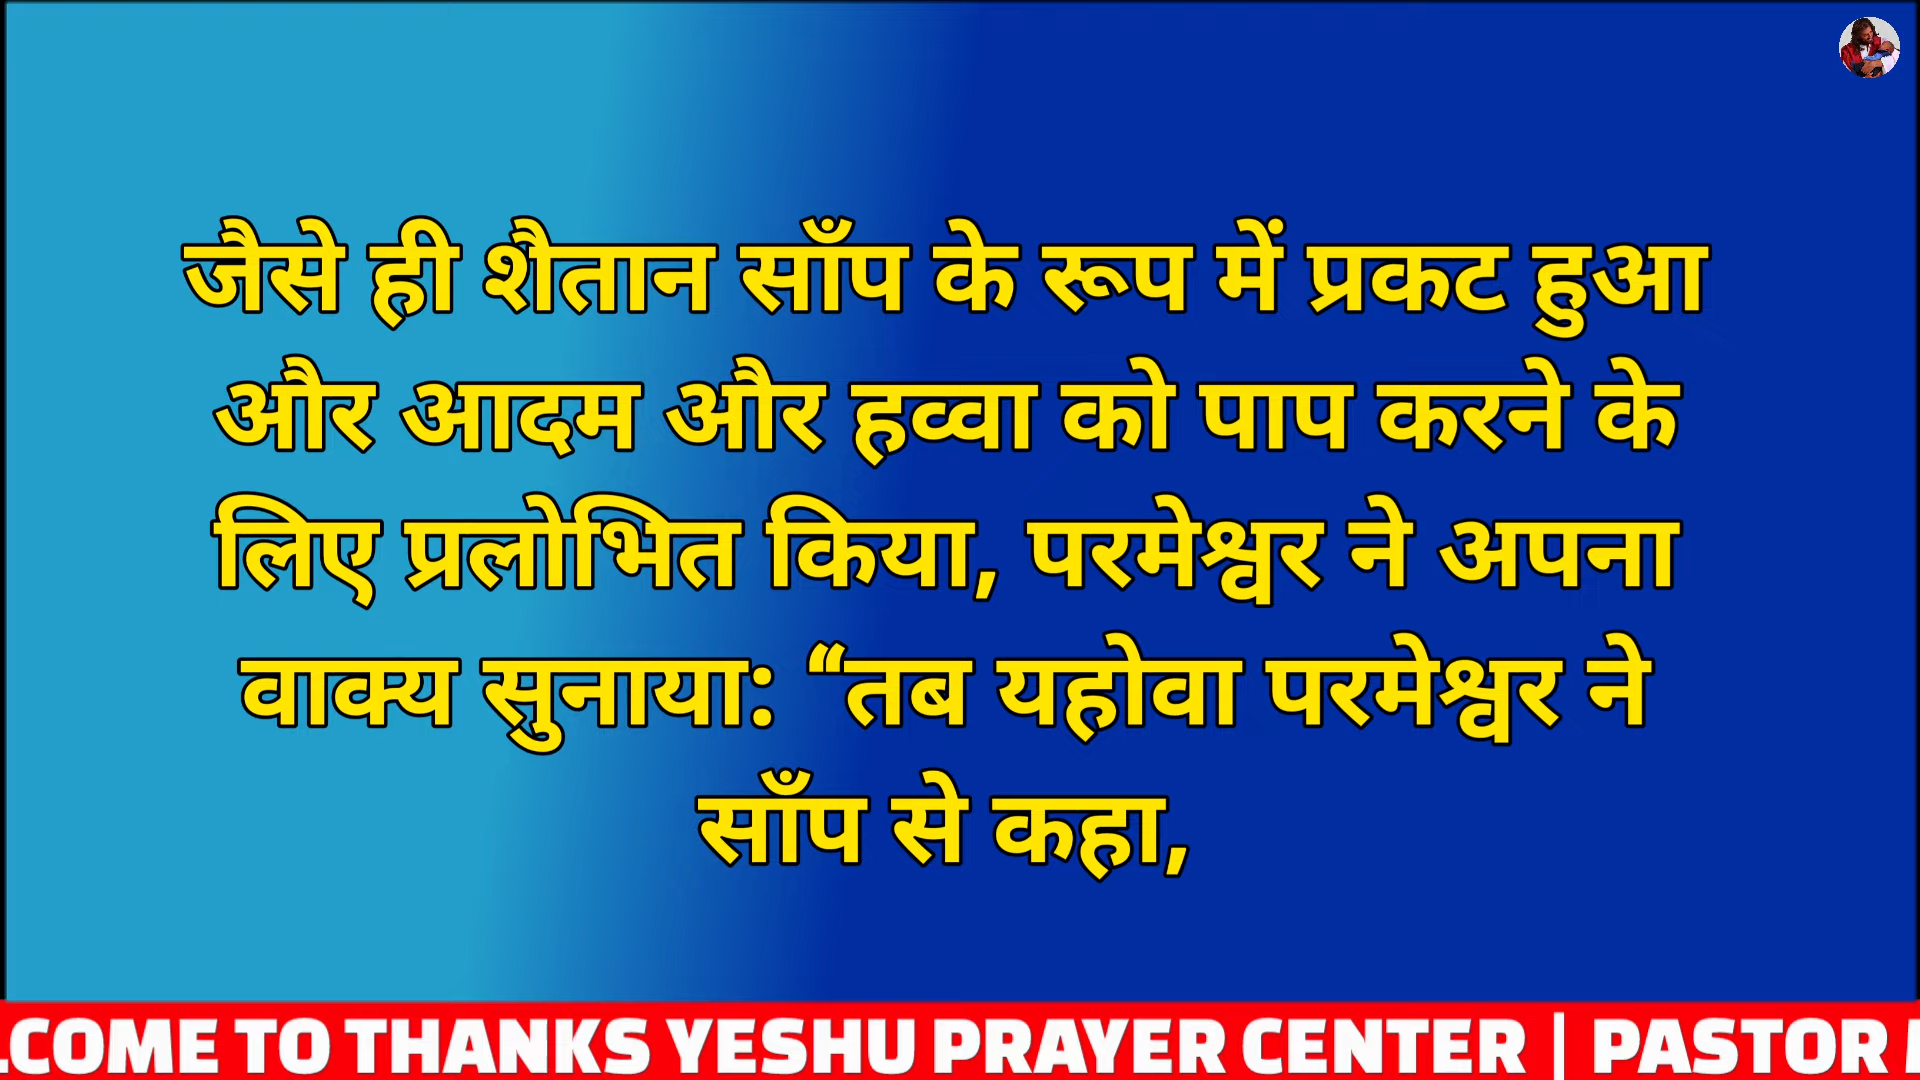 जैसे ही शैतान साँप के रूप में प्रकट हुआ
और आदम और हव्वा को पाप करने के
लिए प्रलोभित किया, परमेश्वर ने अपना
वाक्य सुनाया: “तब यहोवा परमेश्वर ने
साँप से कहा,
LCOME TO THANKS YESHU PRAYER CENTER | PASTOR